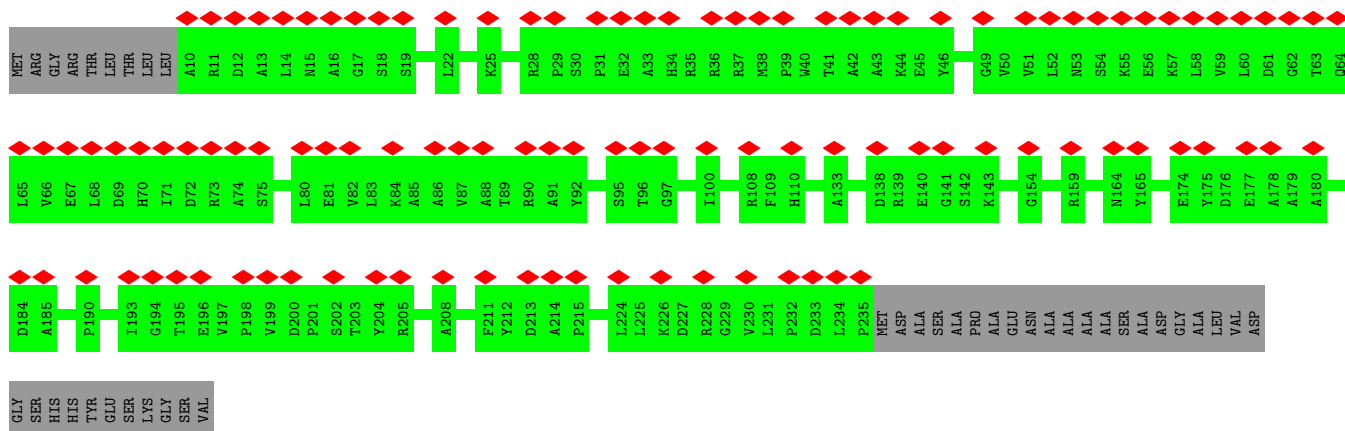 MET ARG GLY ARG THR LEU THR LEU LEU A10 R11 D12 A13 L14 N15 A16 G17 S18 S19 L22 K25 R28 P29 S30 P31 E32 A33 H34 R35 R36 R37 M38 P39 W40 T41 A42 A43 K44 E45 Y46 G49 V50 V51 L52 N53 S54 K55 E56 K57 L58 V59 L60 D61 G62 T63 Q64
L65 V66 E67 L68 D69 H70 I71 D72 R73 A74 S75 L80 E81 V82 L83 K84 A85 A86 V87 A88 T89 R90 A91 Y92 S95 T96 G97 I100 R108 F109 H110 A133 D138 R139 E140 G141 S142 K143 G154 R159 N164 Y165 E174 Y175 D176 E177 A178 A179 A180
D184 A185 P190 I193 G194 T195 E196 V197 P198 V199 D200 P201 S202 T203 Y204 R205 A208 F211 Y212 D213 A214 P215 L224 L225 K226 D227 R228 G229 V230 L231 P232 D233 L234 P235 MET ASP ALA SER ALA PRO ALA GLU ASN ALA ALA ALA ALA SER ALA ASP GLY ALA LEU VAL ASP
GLY SER HIS HIS TYR GLU SER LYS GLY SER VAL